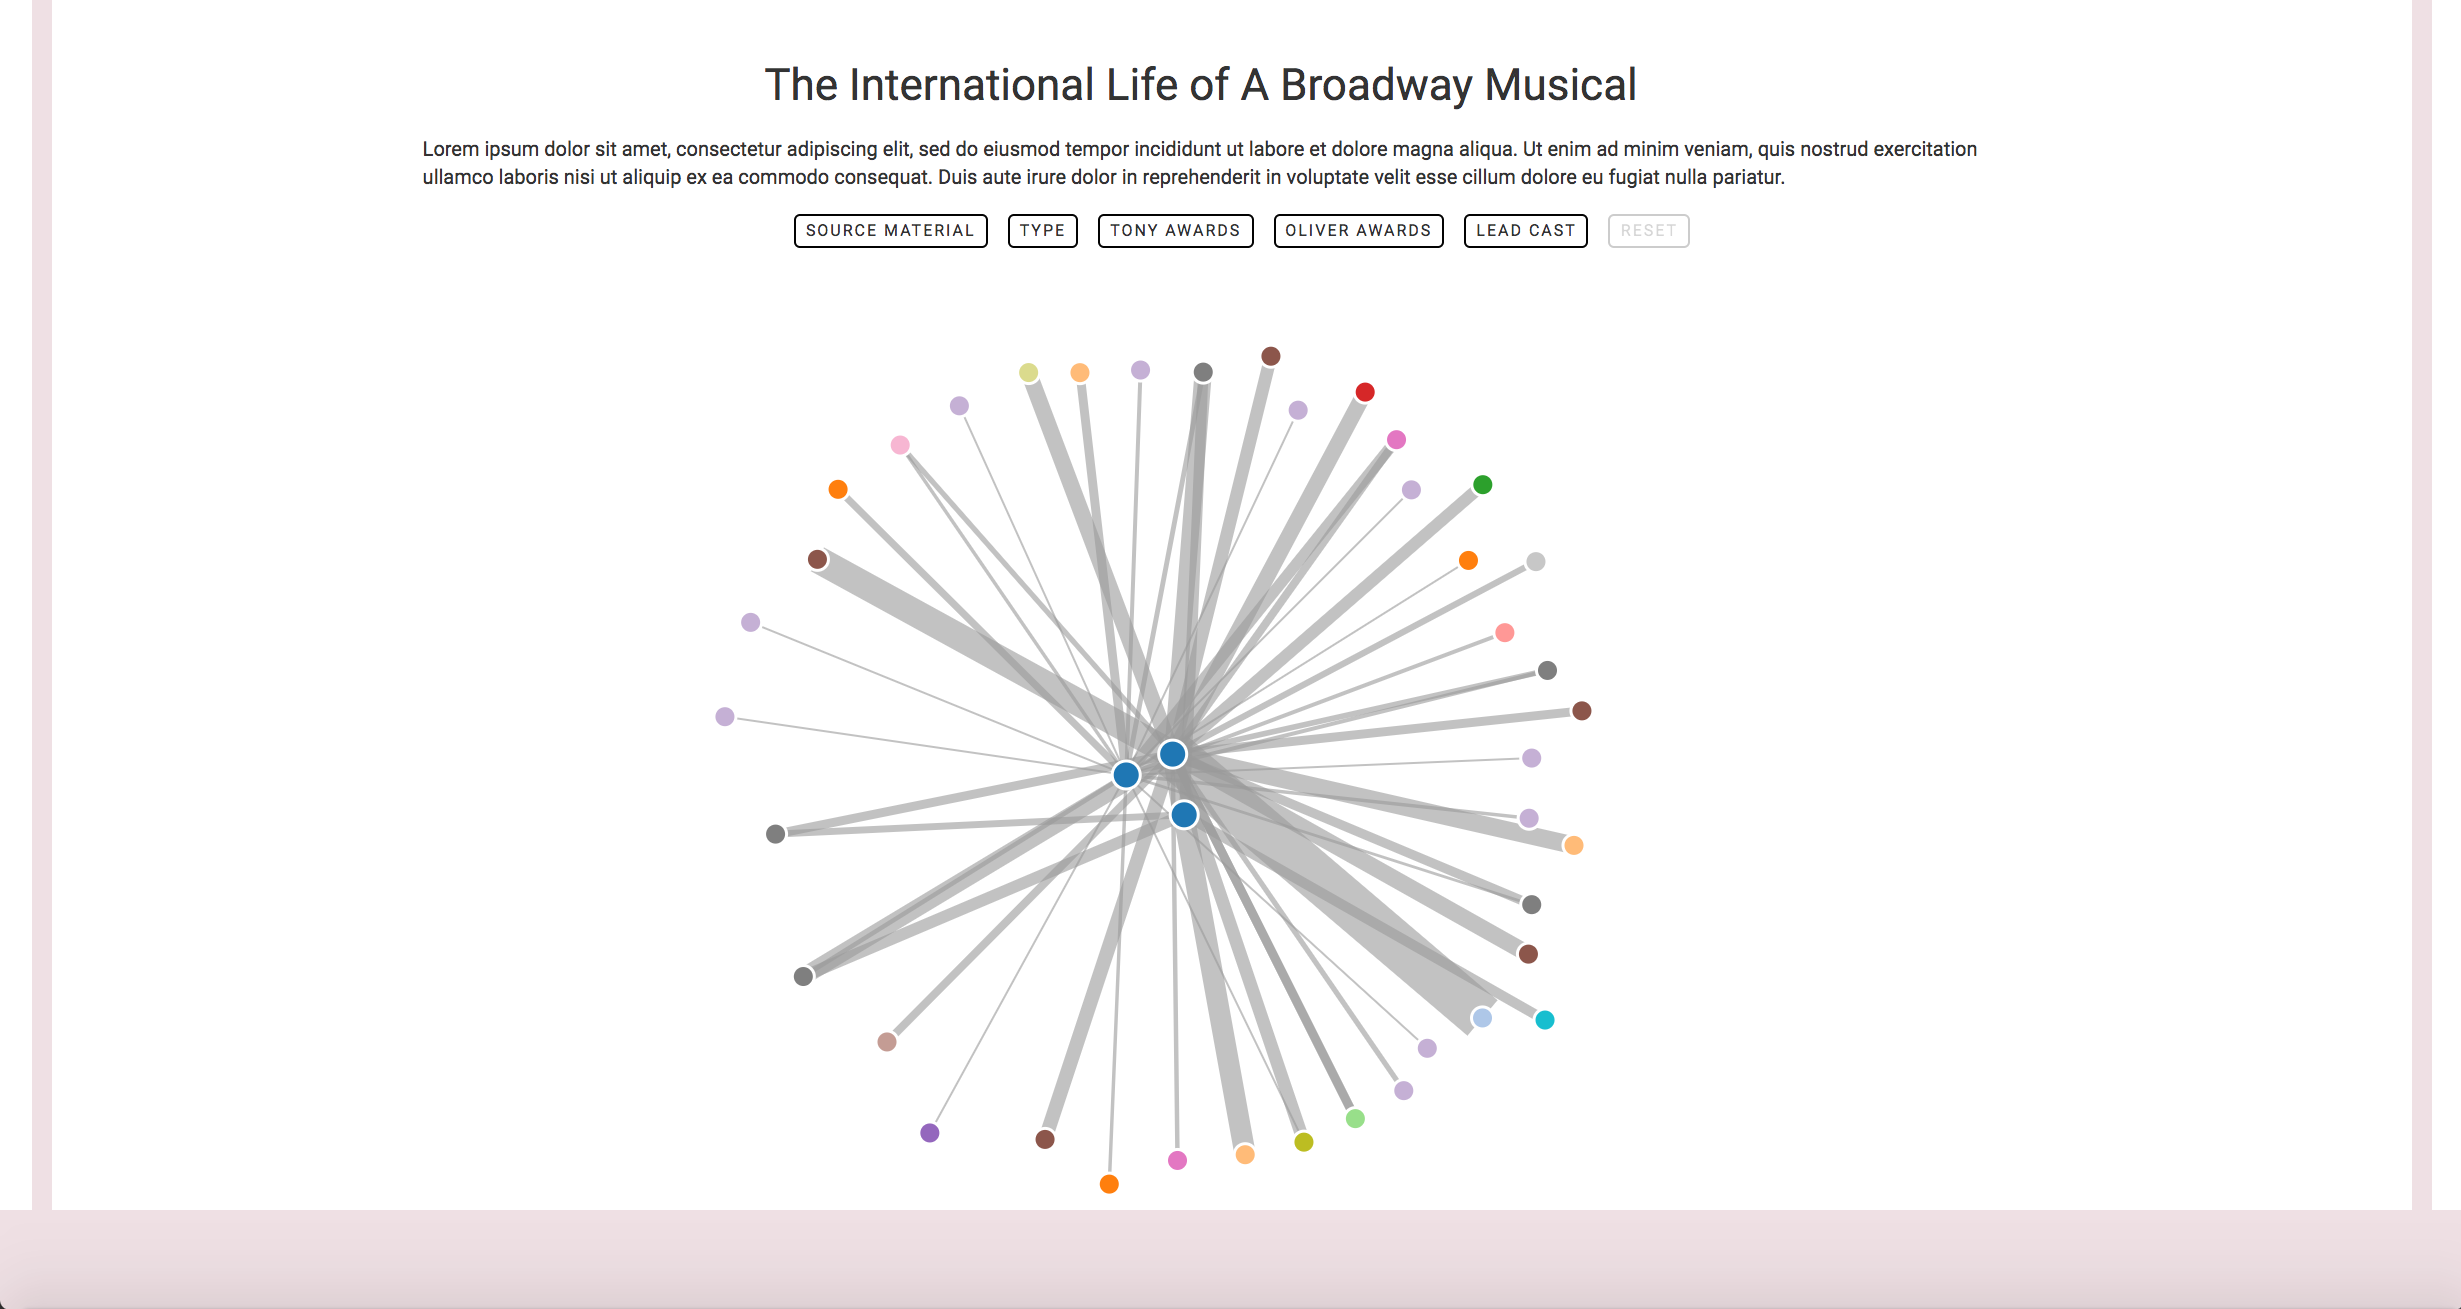 The International Life of A Broadway Musical
Lorem ipsum dolor sit amet, consectetur adipiscing elit, sed do eiusmod tempor incididunt ut labore et dolore magna aliqua. Ut enim ad minim veniam, quis nostrud exercitation
ullamco laboris nisi ut aliquip ex ea commodo consequat. Duis aute irure dolor in reprehenderit in voluptate velit esse cillum dolore eu fugiat nulla pariatur.
SOURCE MATERIAL TYPE TONY AWARDS OLIVER AWARDS LEAD CAST RESET